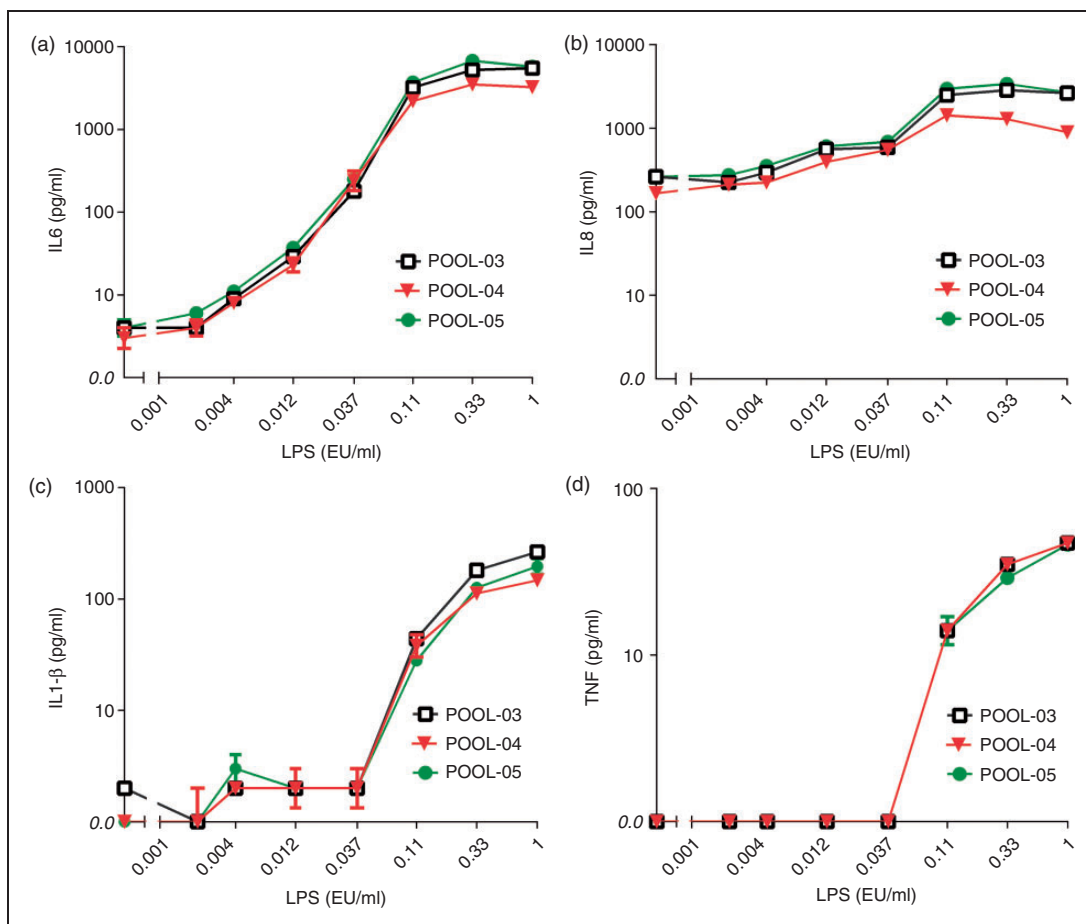 (a)
IL6 (pg/ml)
10000
1000
100
10
0.0
0.001
0.004
0.012
0.037
0.11
0.33
1
LPS (EU/ml)
POOL-03
POOL-04
POOL-05
(b)
IL8 (pg/ml)
10000
1000
100
10
0.0
0.001
0.004
0.012
0.037
0.11
0.33
1
LPS (EU/ml)
POOL-03
POOL-04
POOL-05
(c)
IL1-β (pg/ml)
1000
100
10
0.0
0.001
0.004
0.012
0.037
0.11
0.33
1
LPS (EU/ml)
POOL-03
POOL-04
POOL-05
(d)
TNF (pg/ml)
100
10
0.0
0.001
0.004
0.012
0.037
0.11
0.33
1
LPS (EU/ml)
POOL-03
POOL-04
POOL-05